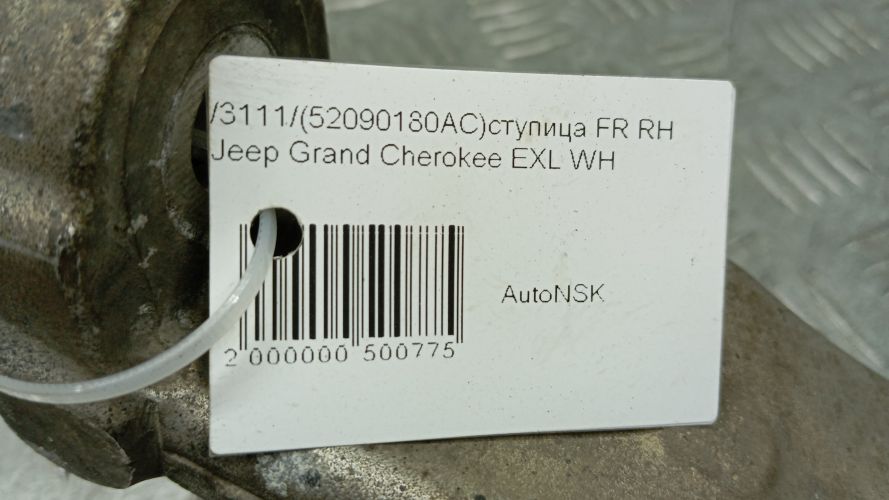 /3111/(52090180AC)ступица FR RH
Jeep Grand Cherokee EXL WH
AutoNSK
2 000000 500775